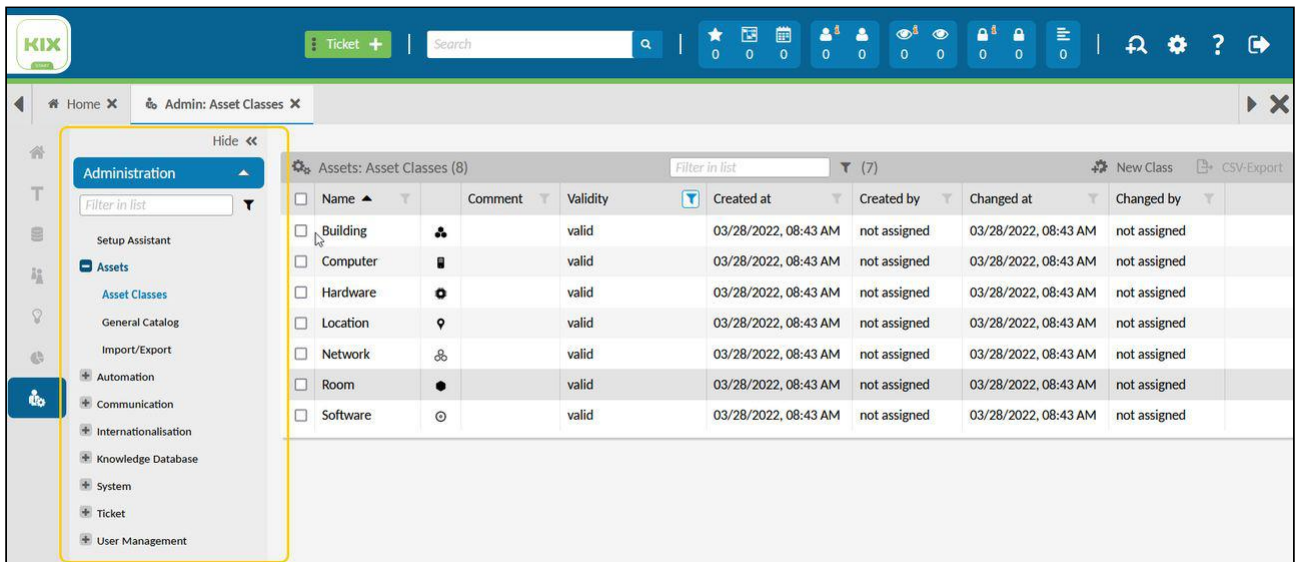 KIX
START
Ticket
Search
0 0 0 0 0 0 0 0 0 0
Home
Admin: Asset Classes
Hide
Administration
Filter in list
Setup Assistant
Assets
Asset Classes
General Catalog
Import/Export
Automation
Communication
Internationalisation
Knowledge Database
System
Ticket
User Management
Assets: Asset Classes (8) Filter in list (7) New Class CSV-Export
Name Comment Validity Created at Created by Changed at Changed by
Building valid 03/28/2022, 08:43 AM not assigned 03/28/2022, 08:43 AM not assigned
Computer valid 03/28/2022, 08:43 AM not assigned 03/28/2022, 08:43 AM not assigned
Hardware valid 03/28/2022, 08:43 AM not assigned 03/28/2022, 08:43 AM not assigned
Location valid 03/28/2022, 08:43 AM not assigned 03/28/2022, 08:43 AM not assigned
Network valid 03/28/2022, 08:43 AM not assigned 03/28/2022, 08:43 AM not assigned
Room valid 03/28/2022, 08:43 AM not assigned 03/28/2022, 08:43 AM not assigned
Software valid 03/28/2022, 08:43 AM not assigned 03/28/2022, 08:43 AM not assigned